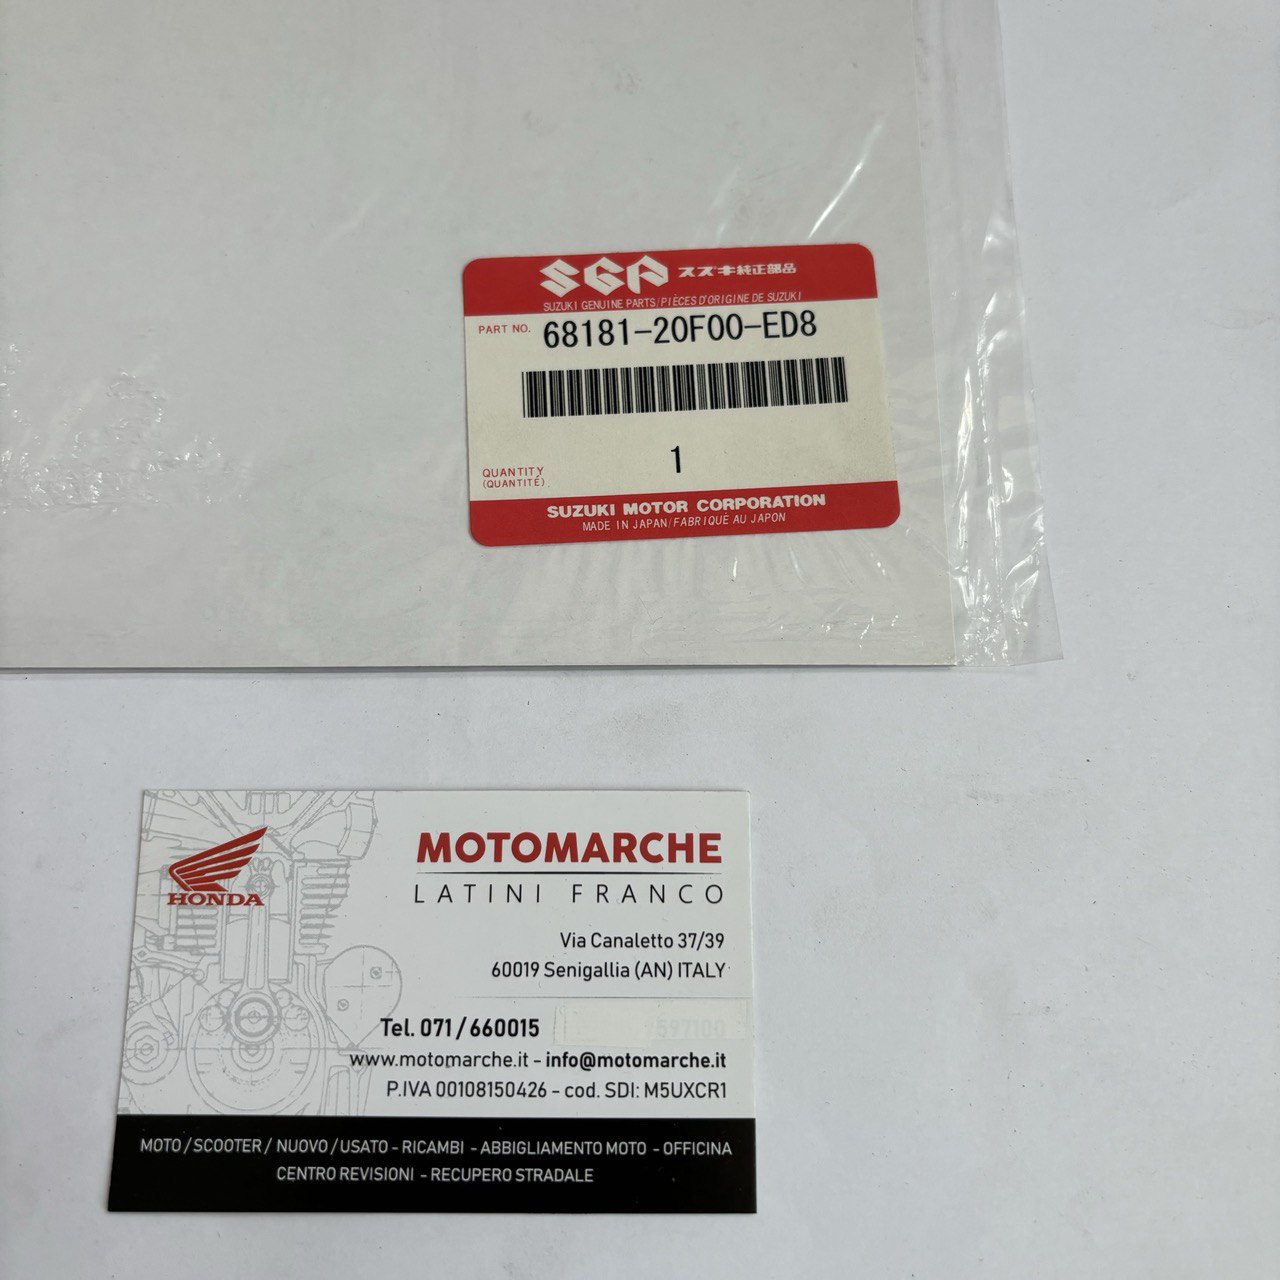 SGP スズキ純正部品
SUZUKI GENUINE PARTS/PIÈCES D'ORIGINE DE SUZUKI
PART NO. 68181-20F00-ED8
1
QUANTITY
(QUANTITÉ)
SUZUKI MOTOR CORPORATION
MADE IN JAPAN/FABRIQUÉ AU JAPON
HONDA
MOTOMARCHE
LATINI FRANCO
Via Canaletto 37/39
60019 Senigallia (AN) ITALY
Tel. 071/660015 597100
www.motomarche.it - info@motomarche.it
P.IVA 00108150426 - cod. SDI: M5UXCR1
MOTO / SCOOTER / NUOVO / USATO - RICAMBI - ABBIGLIAMENTO MOTO - OFFICINA
CENTRO REVISIONI - RECUPERO STRADALE